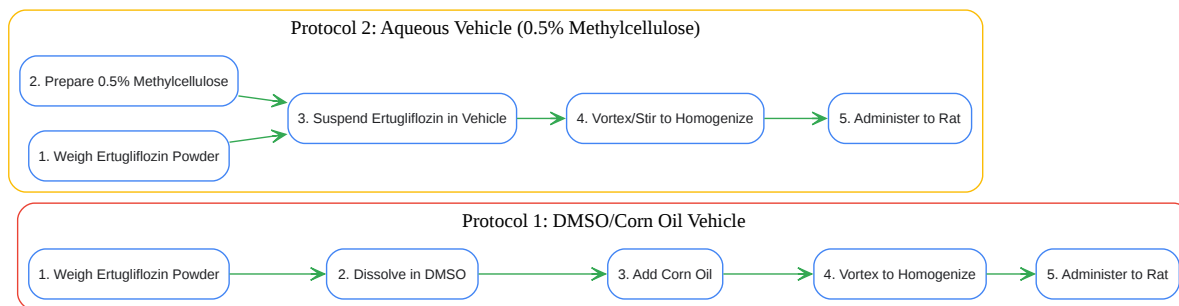 Protocol 2: Aqueous Vehicle (0.5% Methylcellulose)
2. Prepare 0.5% Methylcellulose
1. Weigh Ertugliflozin Powder
3. Suspend Ertugliflozin in Vehicle
4. Vortex/Stir to Homogenize
5. Administer to Rat
Protocol 1: DMSO/Corn Oil Vehicle
1. Weigh Ertugliflozin Powder
2. Dissolve in DMSO
3. Add Corn Oil
4. Vortex to Homogenize
5. Administer to Rat